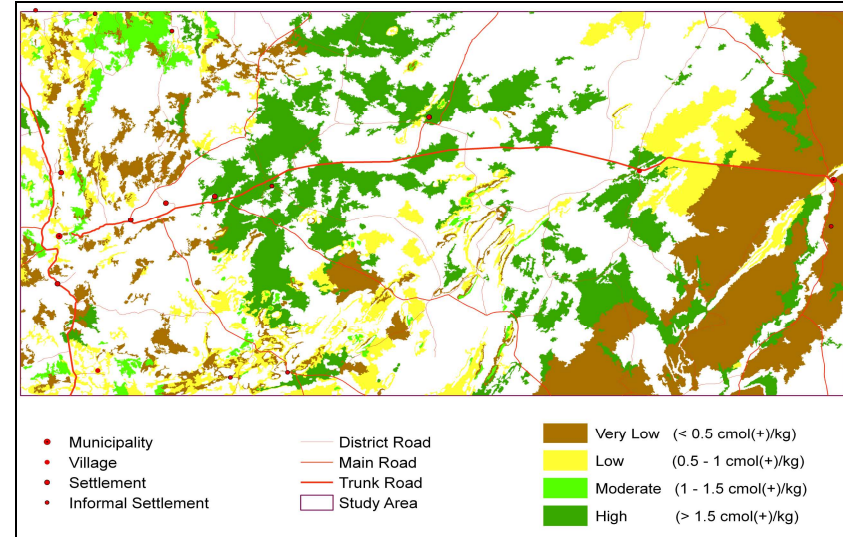 Municipality
Village
Settlement
Informal Settlement
District Road
Main Road
Trunk Road
Study Area
Very Low (< 0.5 cmol(+)/kg)
Low (0.5 - 1 cmol(+)/kg)
Moderate (1 - 1.5 cmol(+)/kg)
High (> 1.5 cmol(+)/kg)